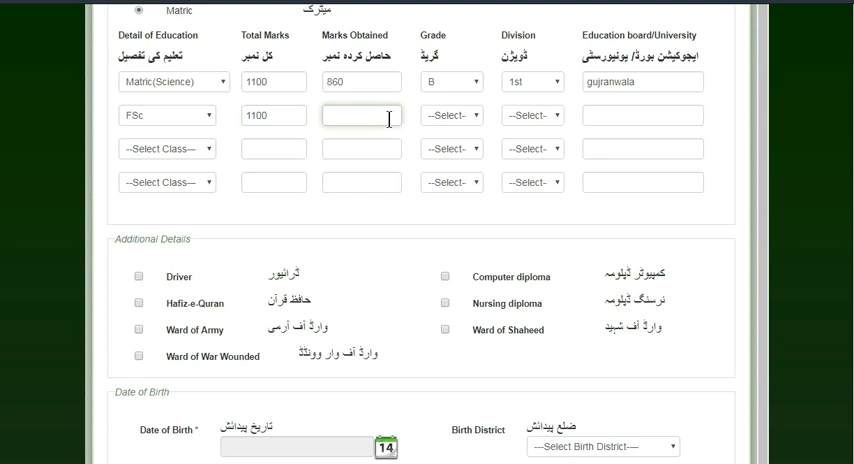 Matric میٹرک
Detail of Education Total Marks Marks Obtained Grade Division Education board/University
تعلیم کی تفصیل کل نمبر حاصل کردہ نمبر گریڈ ڈویژن ایجوکیشن بورڈ/ یونیورسٹی
Matric(Science) 1100 860 B 1st gujranwala
FSc 1100 --Select- --Select-
--Select Class--- --Select- --Select-
--Select Class--- --Select- --Select-
Additional Details
Driver ڈرائیور Computer diploma کمپیوٹر ڈپلومہ
Hafiz-e-Quran حافظ قرآن Nursing diploma نرسنگ ڈپلومہ
Ward of Army وارڈ آف آرمی Ward of Shaheed وارڈ آف شہید
Ward of War Wounded وارڈ آف وار وونڈڈ
Date of Birth
Date of Birth * تاریخ پیدائش Birth District ضلع پیدائش
14 ---Select Birth District----